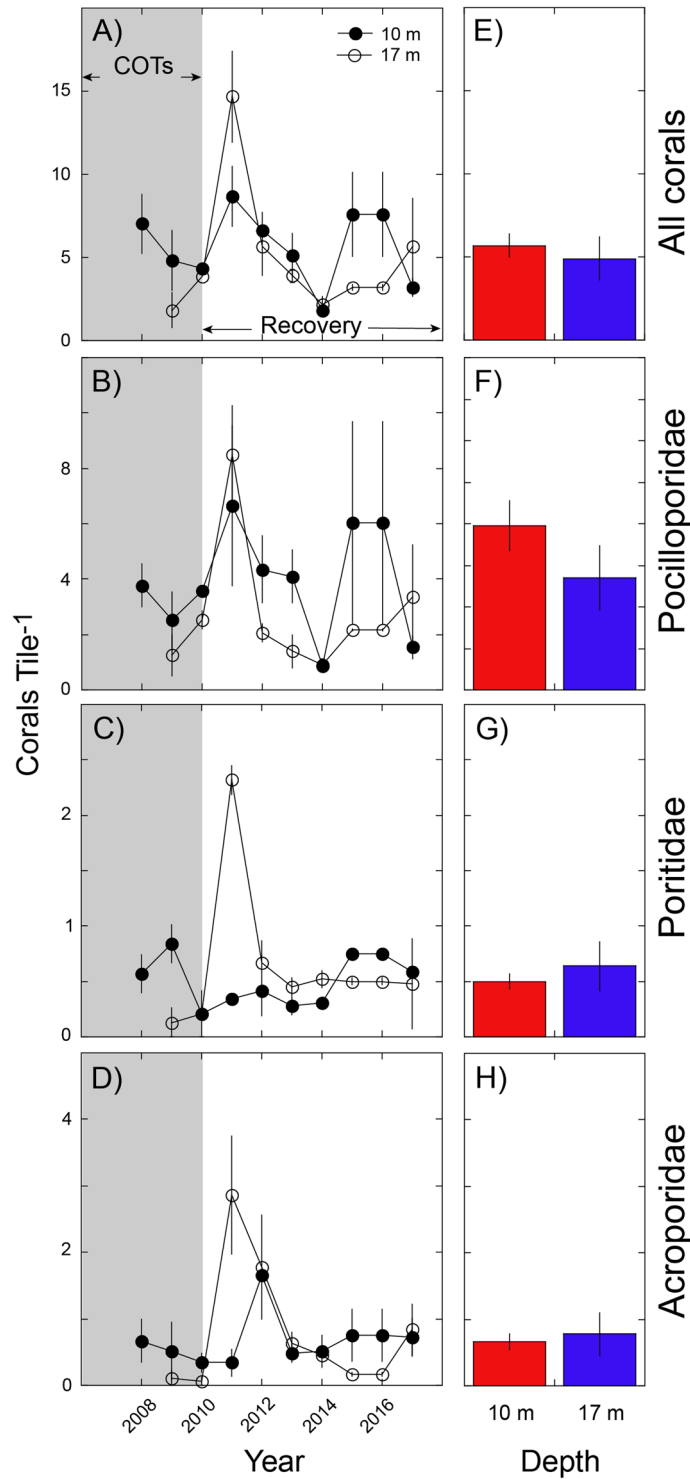 A)
COTs
10 m
17 m
E)
15
10
5
0
Recovery
All corals
B)
F)
8
4
0
Pocilloporidae
C)
G)
2
1
0
Poritidae
D)
H)
4
2
0
Acroporidae
Corals Tile-1
2008 2010 2012 2014 2016
10 m 17 m
Year
Depth